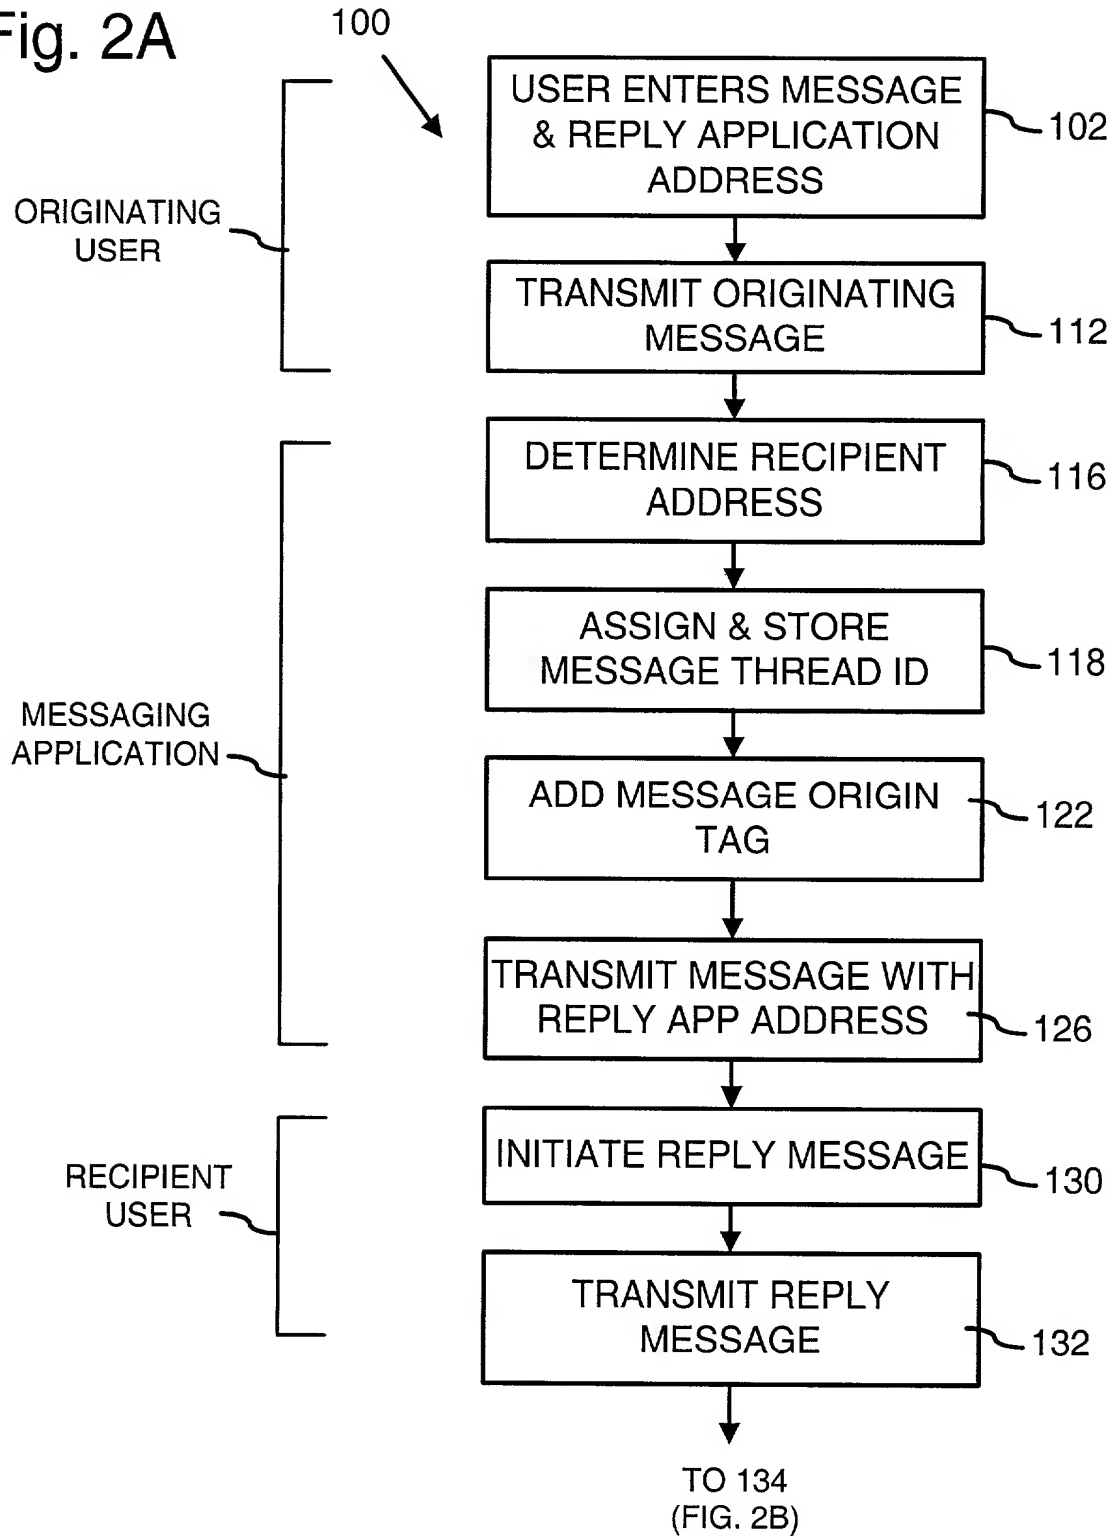 Fig. 2A
100
USER ENTERS MESSAGE
& REPLY APPLICATION
ADDRESS
102
ORIGINATING
USER
TRANSMIT ORIGINATING
MESSAGE
112
DETERMINE RECIPIENT
ADDRESS
116
ASSIGN & STORE
MESSAGE THREAD ID
118
MESSAGING
APPLICATION
ADD MESSAGE ORIGIN
TAG
122
TRANSMIT MESSAGE WITH
REPLY APP ADDRESS
126
INITIATE REPLY MESSAGE
130
RECIPIENT
USER
TRANSMIT REPLY
MESSAGE
132
TO 134
(FIG. 2B)